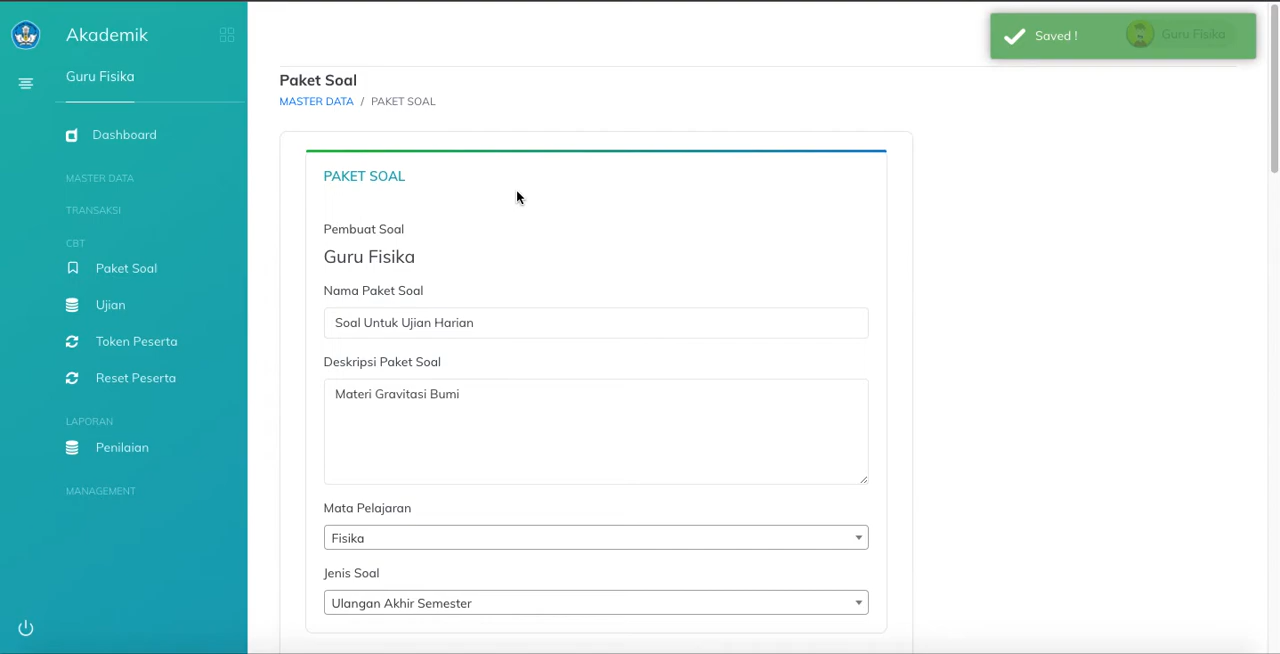 Akademik
Guru Fisika
Dashboard
MASTER DATA
TRANSAKSI
CBT
Paket Soal
Ujian
Token Peserta
Reset Peserta
LAPORAN
Penilaian
MANAGEMENT
Saved !
Guru Fisika
Paket Soal
MASTER DATA / PAKET SOAL
PAKET SOAL
Pembuat Soal
Guru Fisika
Nama Paket Soal
Soal Untuk Ujian Harian
Deskripsi Paket Soal
Materi Gravitasi Bumi
Mata Pelajaran
Fisika
Jenis Soal
Ulangan Akhir Semester